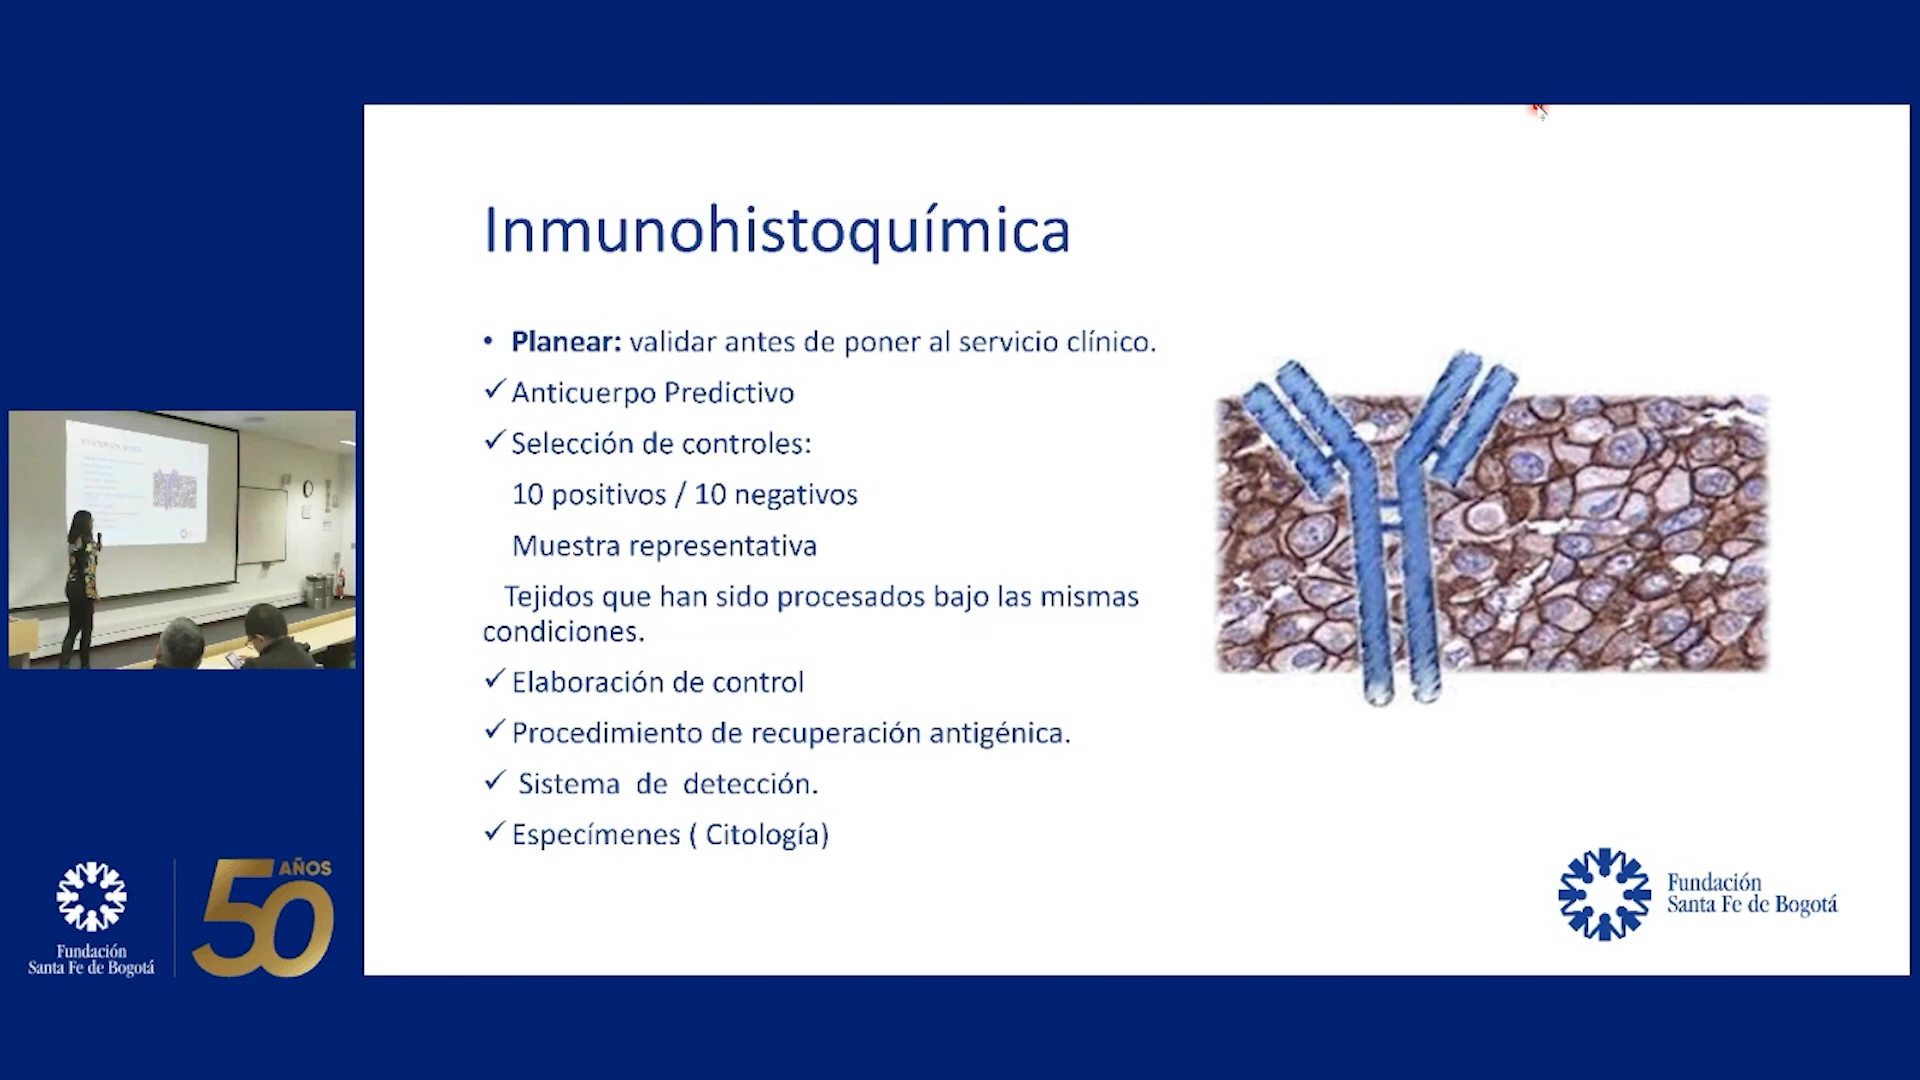 Inmunohistoquímica
• Planear: validar antes de poner al servicio clínico.
✓ Anticuerpo Predictivo
✓ Selección de controles:
10 positivos / 10 negativos
Muestra representativa
Tejidos que han sido procesados bajo las mismas
condiciones.
✓ Elaboración de control
✓ Procedimiento de recuperación antigénica.
✓ Sistema de detección.
✓ Especímenes ( Citología)
Fundación
Santa Fe de Bogotá
Fundación
Santa Fe de Bogotá
50 AÑOS